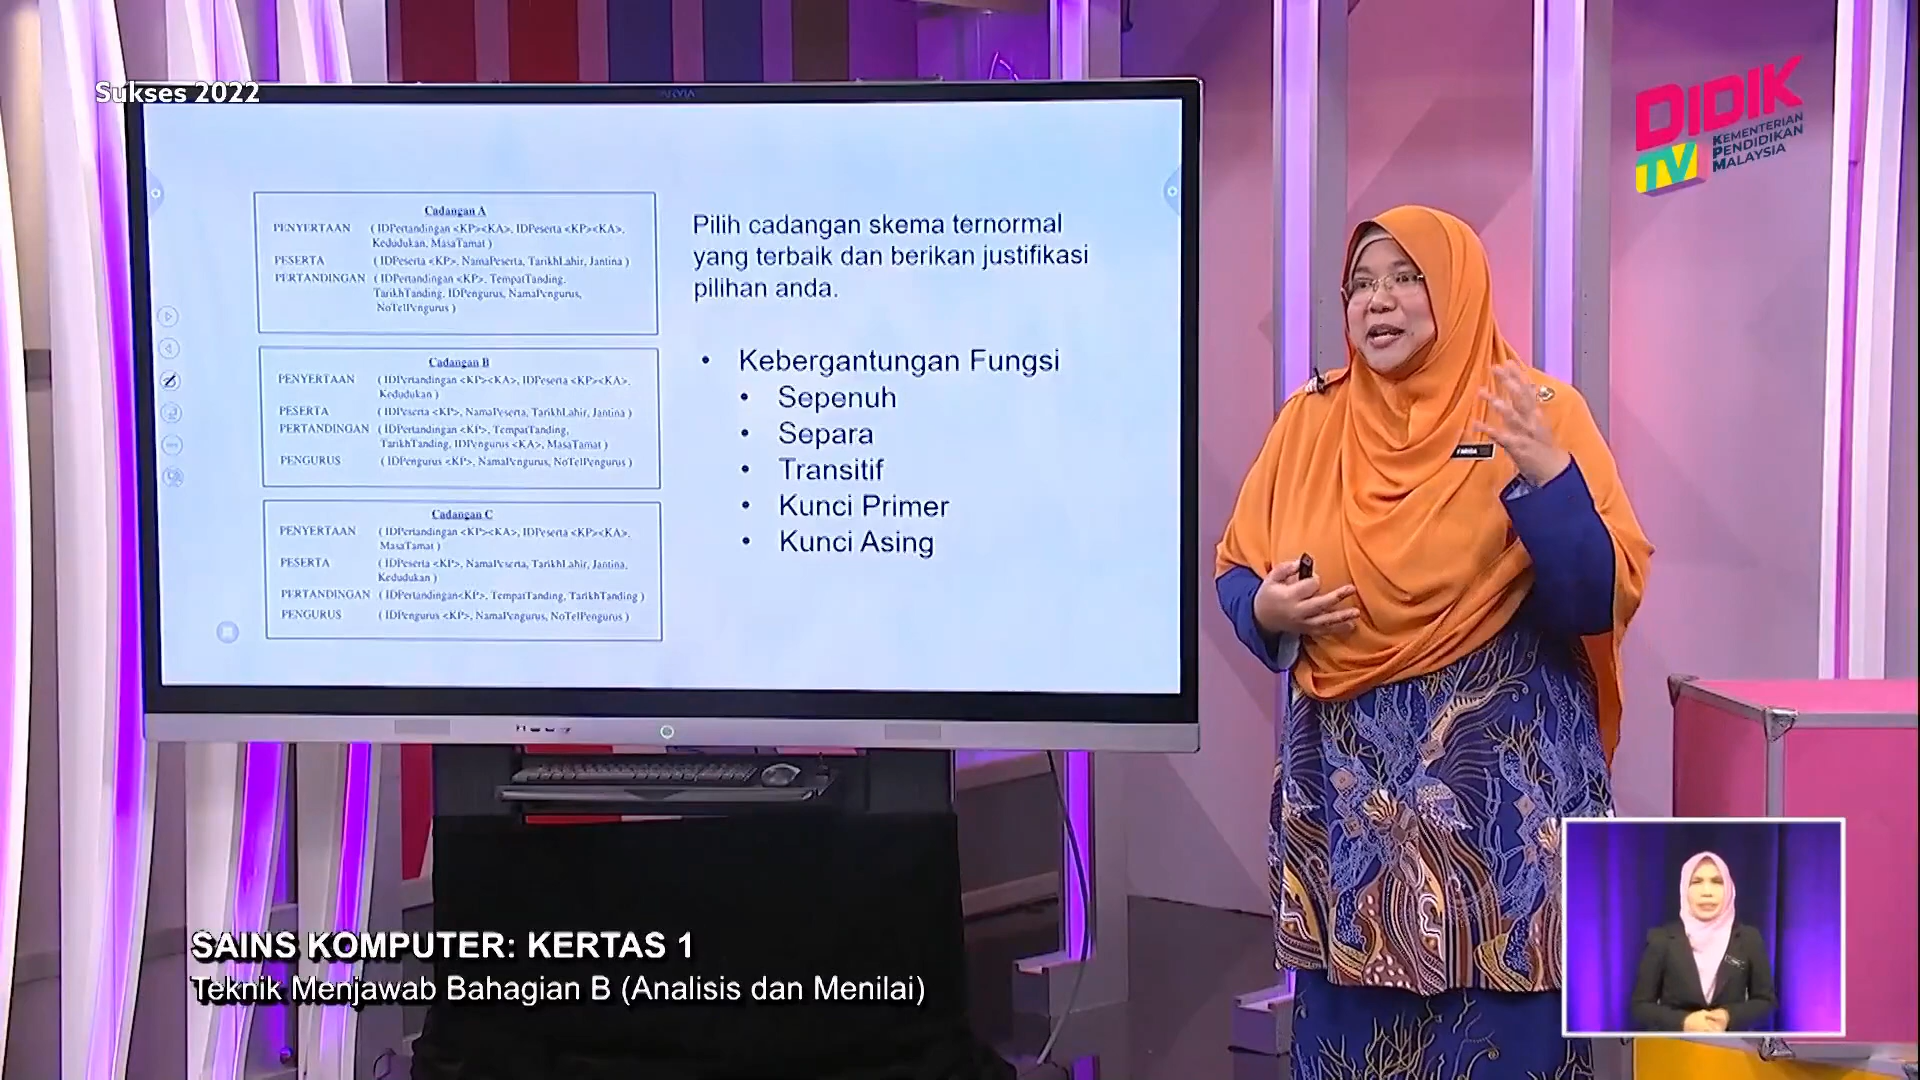 Sukses 2022
DIDIK
TV
KEMENTERIAN
PENDIDIKAN
MALAYSIA
Cadangan A
PENYERTAAN ( IDPertandingan <KP><KA>, IDPeserta <KP><KA>,
Kedudukan, MasaTamat )
PESERTA ( IDPeserta <KP>, NamaPeserta, TarikhLahir, Jantina )
PERTANDINGAN ( IDPertandingan <KP>, TempatTanding,
TarikhTanding, IDPengurus, NamaPengurus,
NoTelPengurus )
Cadangan B
PENYERTAAN ( IDPertandingan <KP><KA>, IDPeserta <KP><KA>,
Kedudukan )
PESERTA ( IDPeserta <KP>, NamaPeserta, TarikhLahir, Jantina )
PERTANDINGAN ( IDPertandingan <KP>, TempatTanding,
TarikhTanding, IDPengurus <KA>, MasaTamat )
PENGURUS ( IDPengurus <KP>, NamaPengurus, NoTelPengurus )
Cadangan C
PENYERTAAN ( IDPertandingan <KP><KA>, IDPeserta <KP><KA>,
MasaTamat )
PESERTA ( IDPeserta <KP>, NamaPeserta, TarikhLahir, Jantina,
Kedudukan )
PERTANDINGAN ( IDPertandingan<KP>, TempatTanding, TarikhTanding )
PENGURUS ( IDPengurus <KP>, NamaPengurus, NoTelPengurus )
Pilih cadangan skema ternormal
yang terbaik dan berikan justifikasi
pilihan anda.
• Kebergantungan Fungsi
• Sepenuh
• Separa
• Transitif
• Kunci Primer
• Kunci Asing
SAINS KOMPUTER: KERTAS 1
Teknik Menjawab Bahagian B (Analisis dan Menilai)